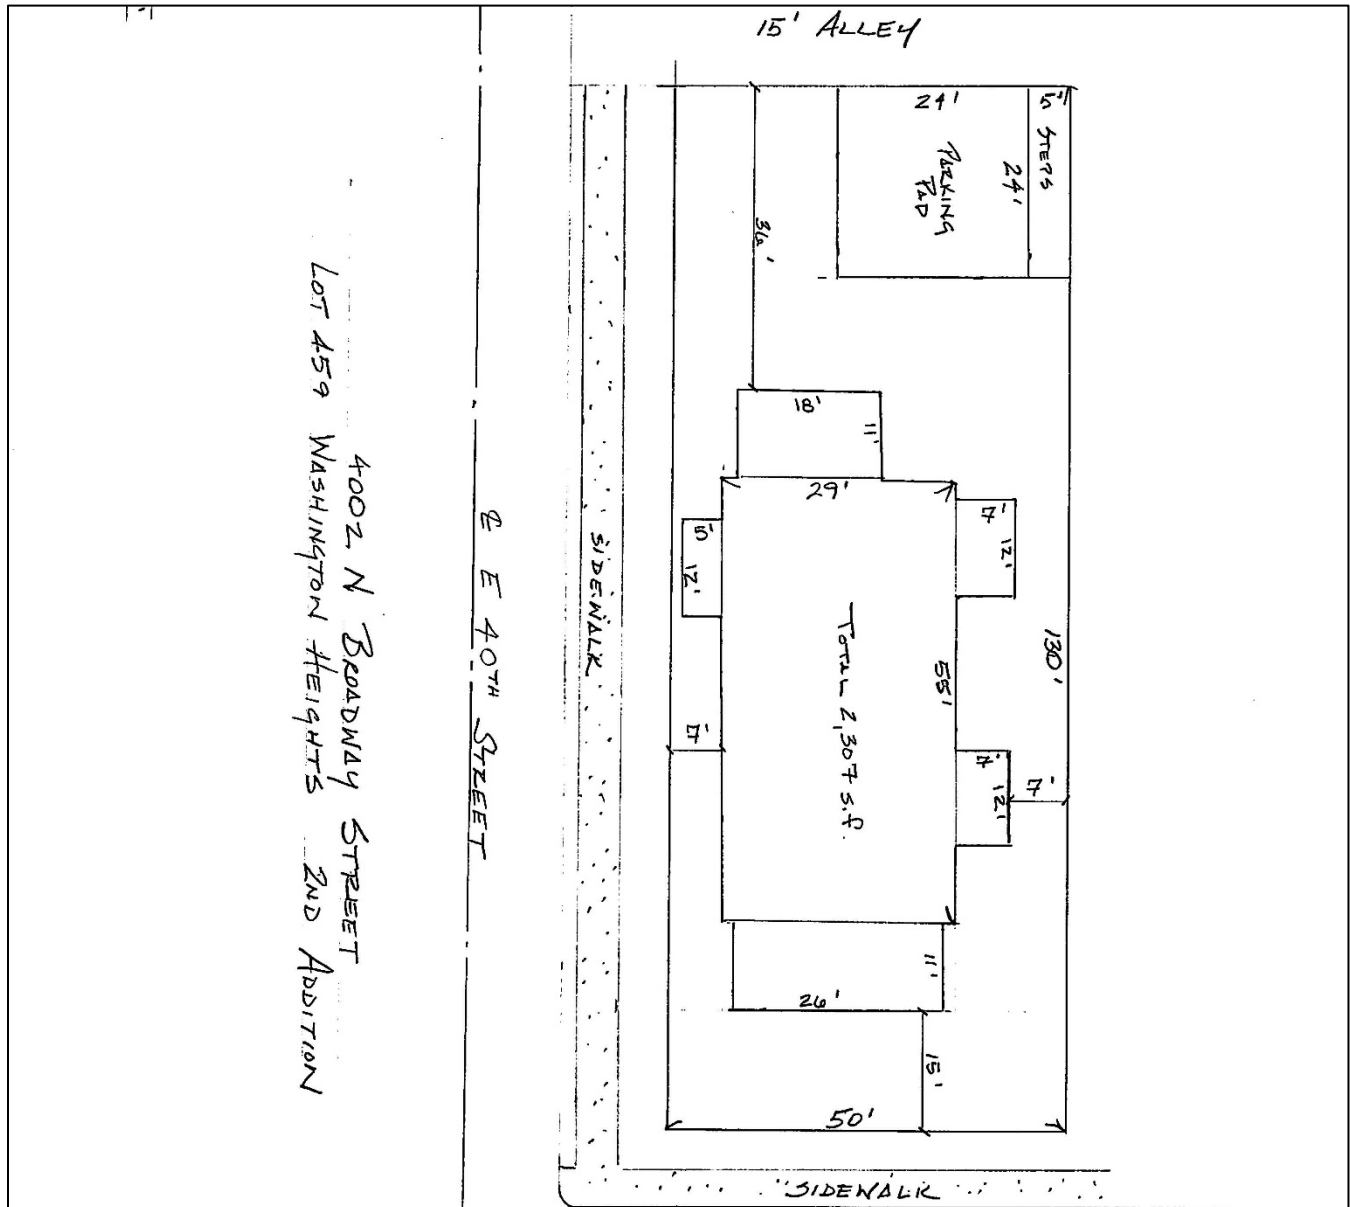 15' ALLEY
24'
5'
STEPS
24'
PARKING
PAD
36'
18'
11'
29'
7'
12'
5'
12'
SIDEWALK
TOTAL 2,307 s.f.
130'
7'
7'
12'
7'
11'
26'
15'
50'
SIDEWALK
℄ E 40TH STREET
4002 N BROADWAY STREET
LOT 459 WASHINGTON HEIGHTS 2ND ADDITION